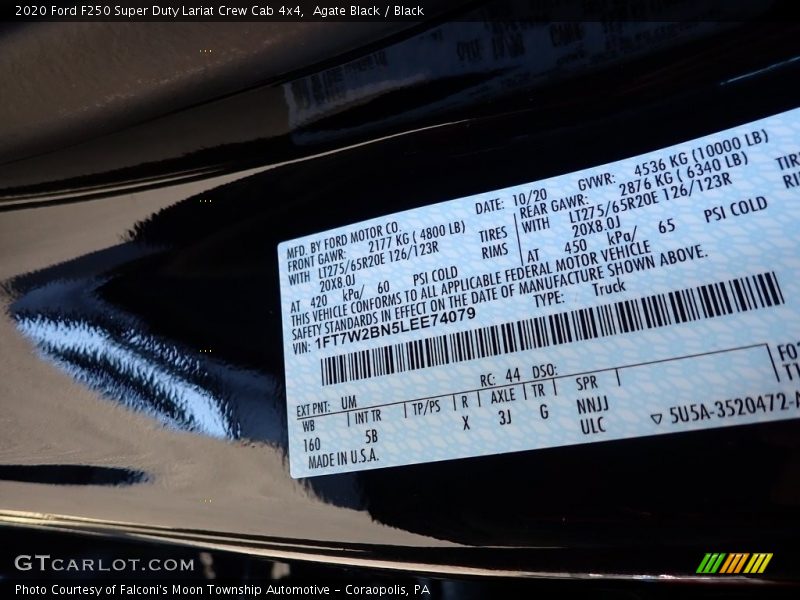 2020 Ford F250 Super Duty Lariat Crew Cab 4x4,  Agate Black / Black
MFD. BY FORD MOTOR CO.
DATE: 10/20
GVWR: 4536 KG (10000 LB)
FRONT GAWR: 2177 KG ( 4800 LB)
REAR GAWR: 2876 KG ( 6340 LB)
WITH LT275/65R20E 126/123R TIRES
WITH LT275/65R20E 126/123R
20X8.0J RIMS
20X8.0J
AT 420 kPa/ 60 PSI COLD
AT 450 kPa/ 65 PSI COLD
THIS VEHICLE CONFORMS TO ALL APPLICABLE FEDERAL MOTOR VEHICLE
SAFETY STANDARDS IN EFFECT ON THE DATE OF MANUFACTURE SHOWN ABOVE.
VIN: 1FT7W2BN5LEE74079
TYPE: Truck
EXT PNT: UM RC: 44 DSO:
WB INT TR TP/PS R AXLE TR SPR
160 5B X 3J G NNJJ
ULC
MADE IN U.S.A.
5U5A-3520472-A
GTCARLOT.COM
Photo Courtesy of Falconi's Moon Township Automotive – Coraopolis, PA